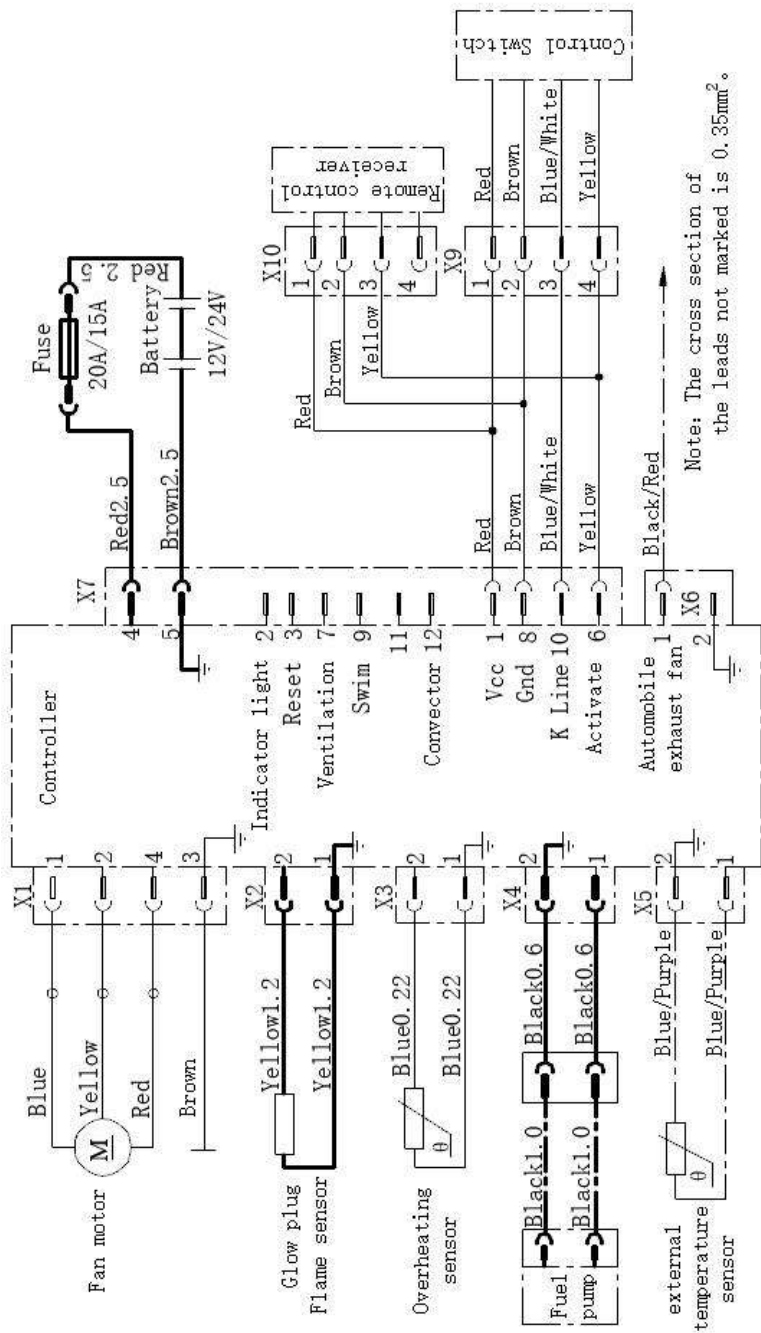 Fan motor
M
Blue
Yellow
Red
Brown
X1
1
2
4
3
Glow plug
Flame sensor
Yellow1.2
Yellow1.2
X2
2
1
Overheating
sensor
θ
Blue0.22
Blue0.22
X3
2
1
Fuel
pump
Black1.0
Black1.0
Black0.6
Black0.6
X4
2
1
external
temperature
sensor
θ
Blue/Purple
Blue/Purple
X5
2
1
Controller
X7
4
5
Red2.5
Brown2.5
Fuse
20A/15A
Red 2.5
Battery
12V/24V
Indicator light 2
Reset 3
Ventilation 7
Swim 9
11
Convector 12
Vcc 1
Gnd 8
K Line 10
Activate 6
Red
Brown
Blue/White
Yellow
Red
Brown
Yellow
X10
1
2
3
4
Remote control
receiver
X9
1
2
3
4
Red
Brown
Blue/White
Yellow
Control
Switch
Automobile
exhaust fan
X6
1
2
Black/Red
Note: The cross section of
the leads not marked is 0.35mm².